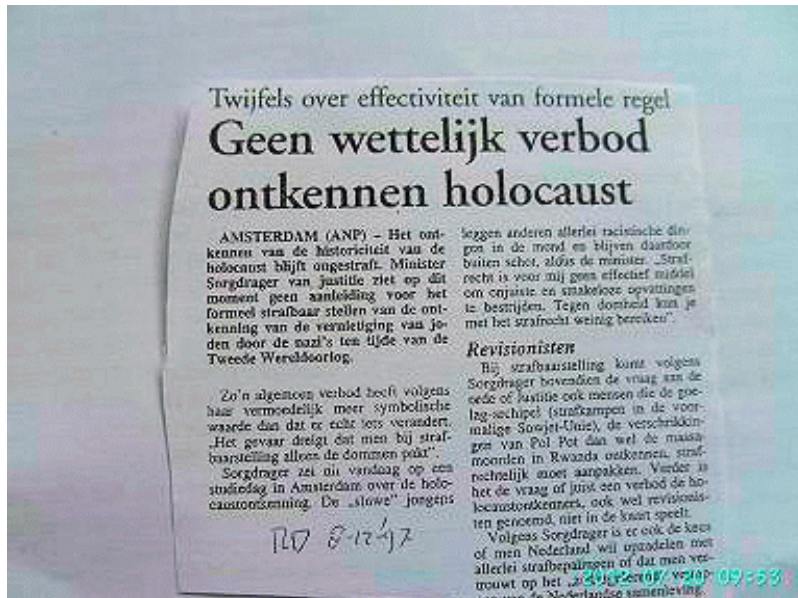 Twijfels over effectiviteit van formele regel
Geen wettelijk verbod
ontkennen holocaust
AMSTERDAM (ANP) – Het ont-
kennen van de historiciteit van de
holocaust blijft ongestraft. Minister
Sorgdrager van justitie ziet op dit
moment geen aanleiding voor het
formeel strafbaar stellen van de ont-
kenning van de vernietiging van jo-
den door de nazi's ten tijde van de
Tweede Wereldoorlog.
Zo'n algemeen verbod heeft volgens
haar vermoedelijk meer symbolische
waarde dan dat er echt iets verandert.
„Het gevaar dreigt dat men bij straf-
baarstelling alleen de dommen pakt”.
Sorgdrager zei dit vandaag op een
studiedag in Amsterdam over de holo-
caustontkenning. De „slowe” jongens
leggen anderen allerlei racistische din-
gen in de mond en blijven daardoor
buiten schot, aldus de minister. „Straf-
recht is voor mij geen effectief middel
om onjuiste en smakeloze opvattingen
te bestrijden. Tegen domheid kun je
met het strafrecht weinig bereiken”.
Revisionisten
Bij strafbaarstelling komt volgens
Sorgdrager bovendien de vraag aan de
orde of Justitie ook mensen die de goe-
lag-archipel (strafkampen in de voor-
malige Sowjet-Unie), de verschrikkin-
gen van Pol Pot dan wel de massa-
moorden in Rwanda ontkennen, straf-
rechtelijk moet aanpakken. Verder is
het de vraag of juist een verbod de ho-
locaustontkenners, ook wel revisionis-
ten genoemd, niet in de kaart speelt.
Volgens Sorgdrager is er ook de keus
of men Nederland wil opzadelen met
allerlei strafbepalingen of dat men ver-
trouwt op het
van de Nederlandse samenleving.
RD 8-12-'97
09:53